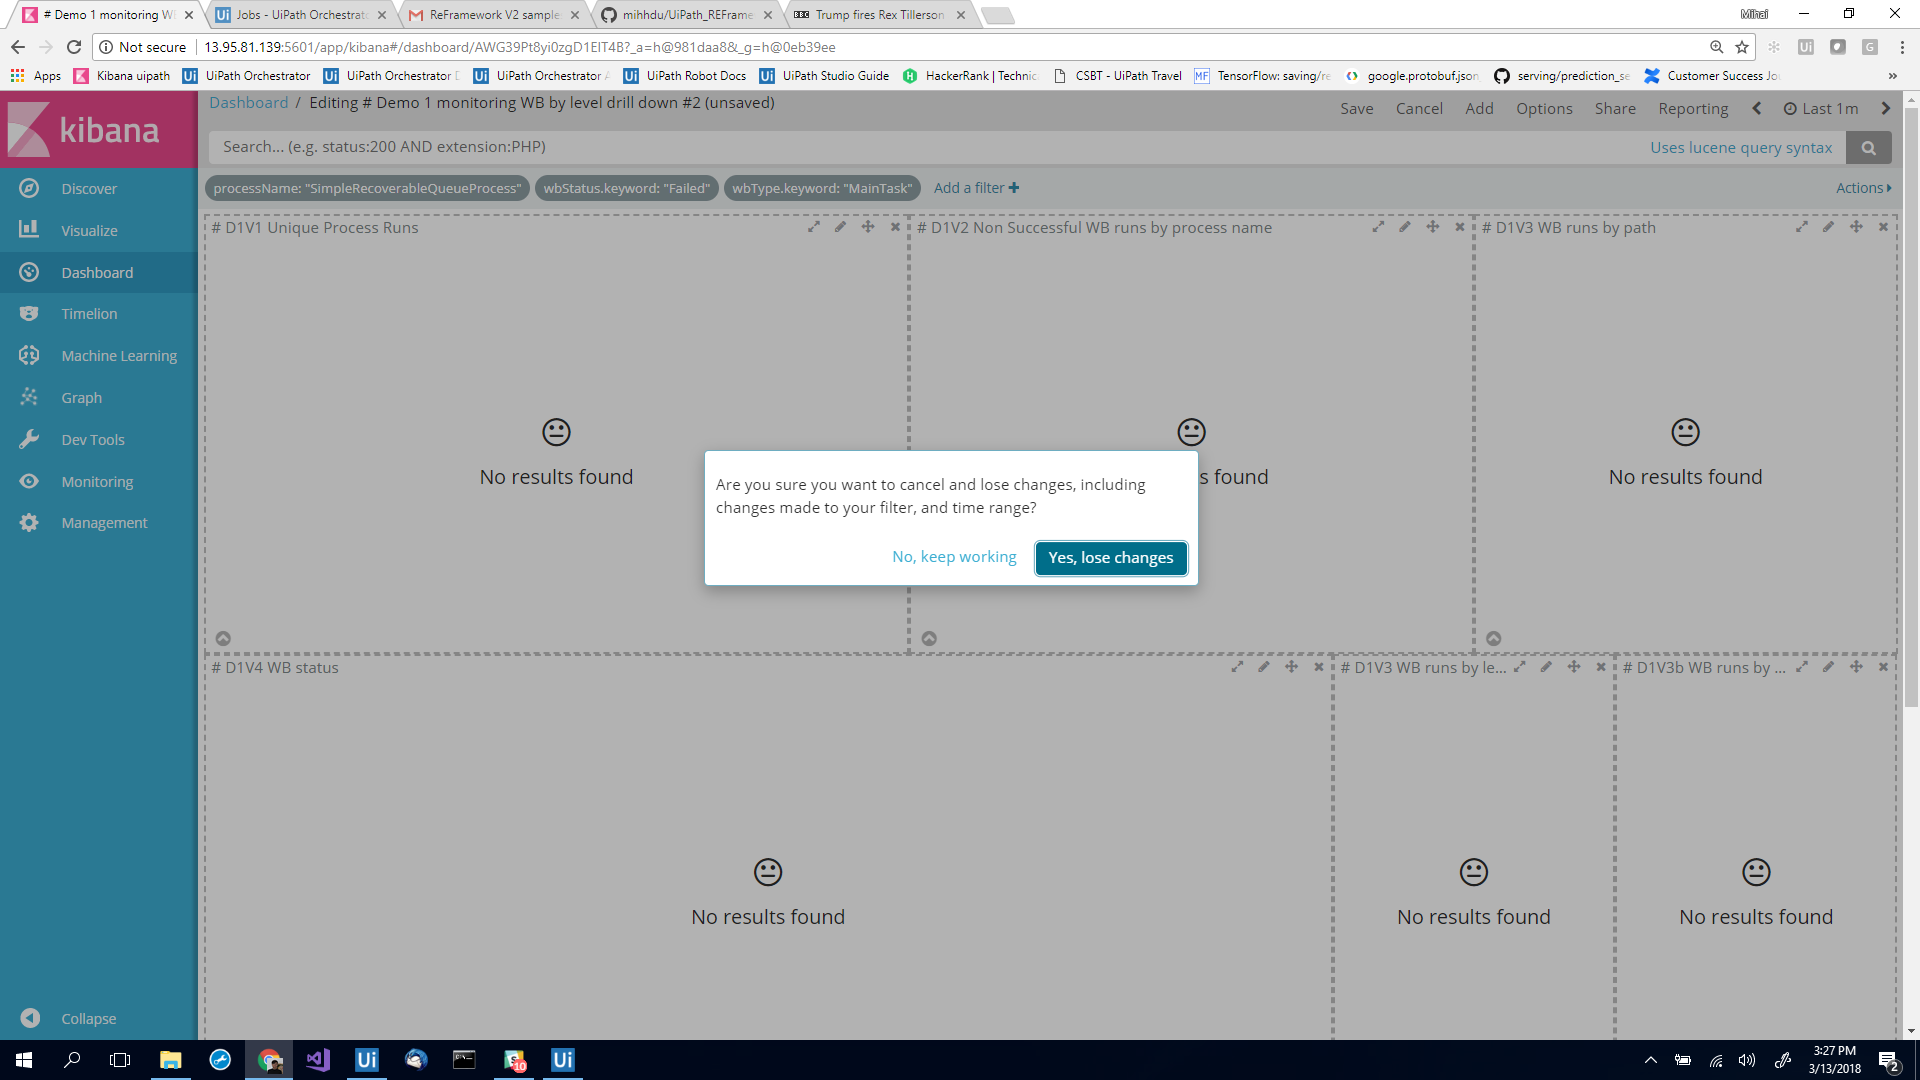 # Demo 1 monitoring W
Jobs - UiPath Orchestrat
ReFramework V2 sample
mihhdu/UiPath_REFrame
BBC
Trump fires Rex Tillerson
Mihai
Not secure
13.95.81.139:5601/app/kibana#/dashboard/AWG39Pt8yi0zgD1EIT4B?_a=h@981daa8&_g=h@0eb39ee
Apps
Kibana uipath
UiPath Orchestrator
UiPath Orchestrator D
UiPath Orchestrator A
UiPath Robot Docs
UiPath Studio Guide
HackerRank | Technic
CSBT - UiPath Travel
MF
TensorFlow: saving/re
google.protobuf.json
serving/prediction_se
Customer Success Jou
»
kibana
Discover
Visualize
Dashboard
Timelion
Machine Learning
Graph
Dev Tools
Monitoring
Management
Collapse
Dashboard / Editing # Demo 1 monitoring WB by level drill down #2 (unsaved)
Save
Cancel
Add
Options
Share
Reporting
Last 1m
Search... (e.g. status:200 AND extension:PHP)
Uses lucene query syntax
processName: "SimpleRecoverableQueueProcess"
wbStatus.keyword: "Failed"
wbType.keyword: "MainTask"
Add a filter +
Actions
# D1V1 Unique Process Runs
# D1V2 Non Successful WB runs by process name
# D1V3 WB runs by path
No results found
s found
No results found
Are you sure you want to cancel and lose changes, including
changes made to your filter, and time range?
No, keep working
Yes, lose changes
# D1V4 WB status
# D1V3 WB runs by le...
# D1V3b WB runs by ...
No results found
No results found
No results found
Ui
Ui
10
3:27 PM
3/13/2018
2